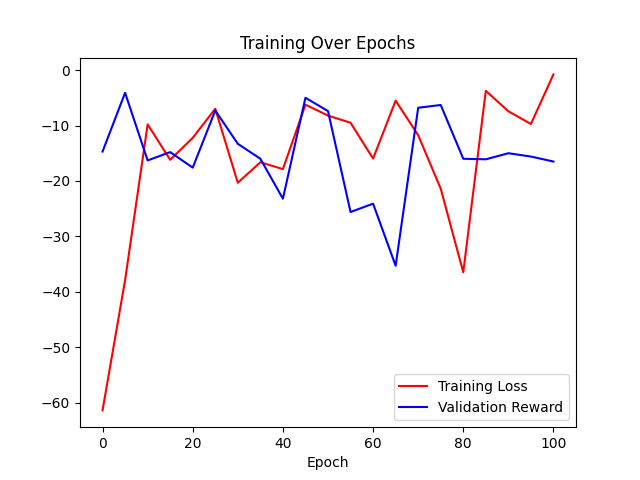 Training Over Epochs
0
−10
−20
−30
−40
−50
−60
0 20 40 60 80 100
Epoch
Training Loss
Validation Reward